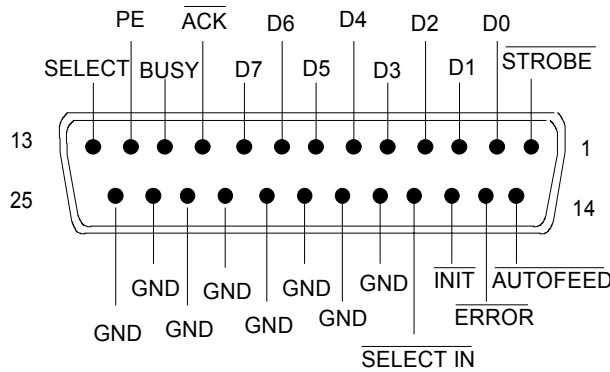 PE ACK D6 D4 D2 D0
SELECT BUSY D7 D5 D3 D1 STROBE
13 1
25 14
GND GND GND GND INIT AUTOFEED
GND GND GND GND ERROR
SELECT IN